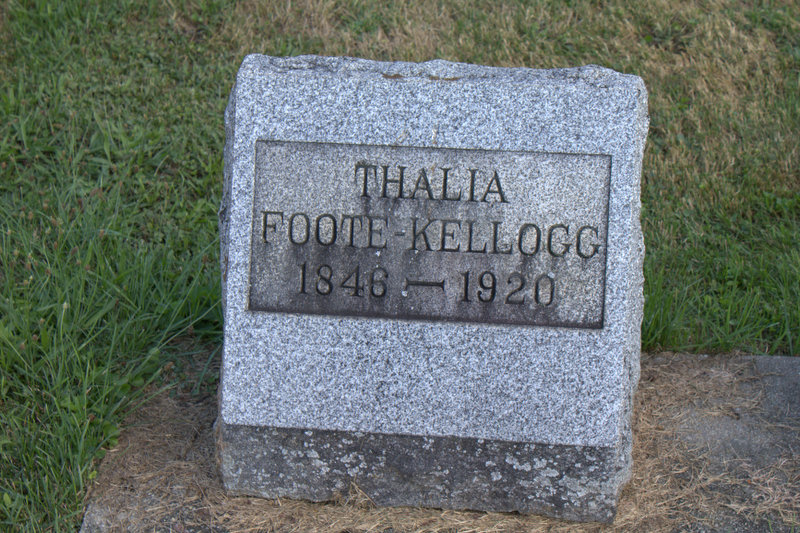 THALIA
FOOTE-KELLOGG
1846 — 1920